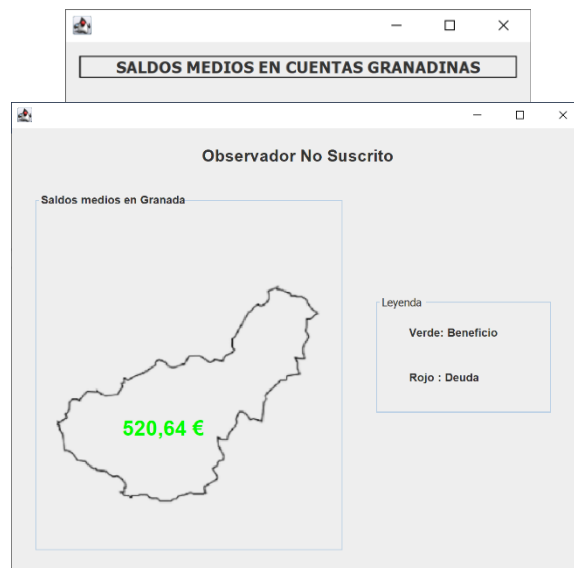 SALDOS MEDIOS EN CUENTAS GRANADINAS
Observador No Suscrito
Saldos medios en Granada
520,64 €
Leyenda
Verde: Beneficio
Rojo : Deuda